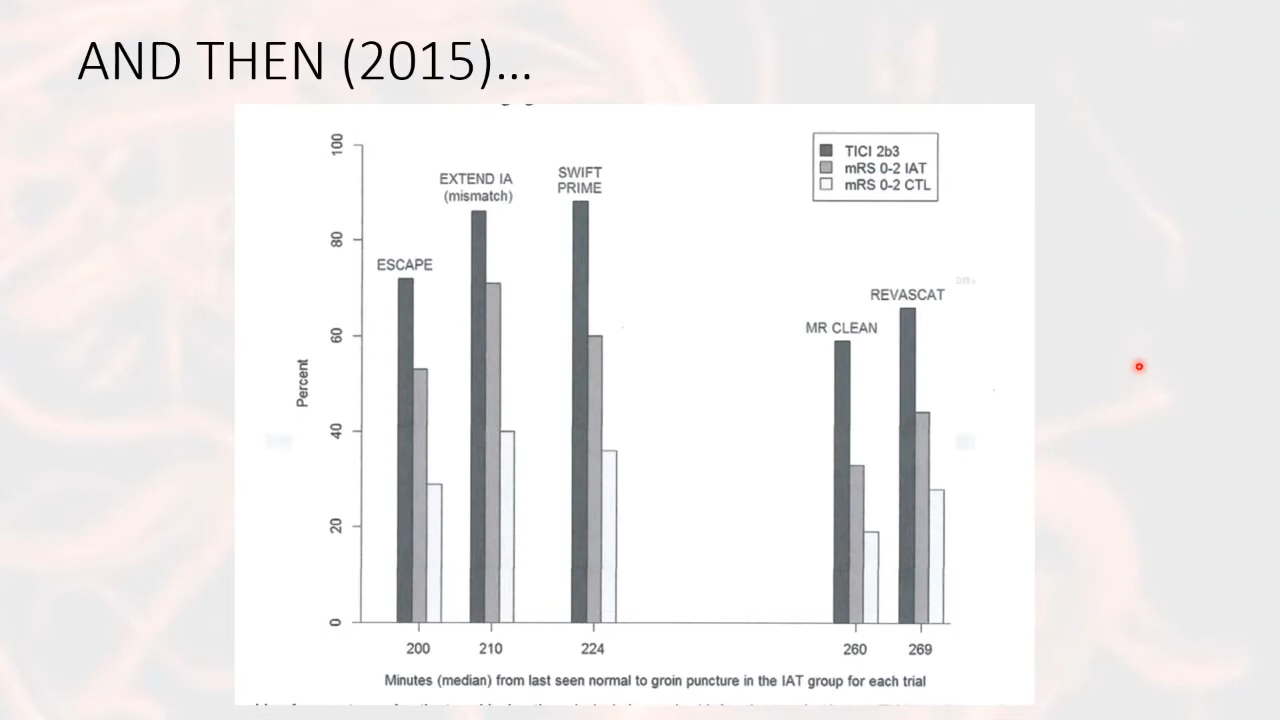 AND THEN (2015)...
100
80
60
40
20
0
Percent
ESCAPE
EXTEND IA
(mismatch)
SWIFT
PRIME
MR CLEAN
REVASCAT
TICI 2b3
mRS 0-2 IAT
mRS 0-2 CTL
200
210
224
260
269
Minutes (median) from last seen normal to groin puncture in the IAT group for each trial